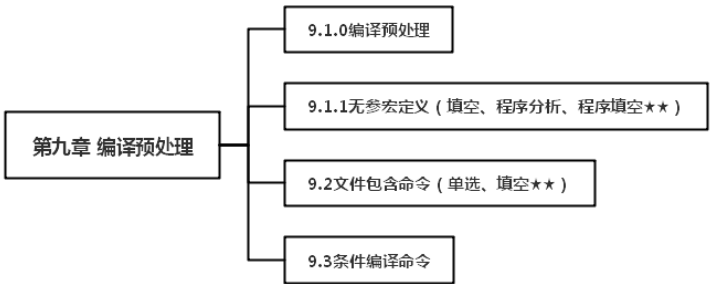 9.1.0编译预处理
9.1.1无参宏定义（填空、程序分析、程序填空★★）
第九章 编译预处理
9.2文件包含命令（单选、填空★★）
9.3条件编译命令